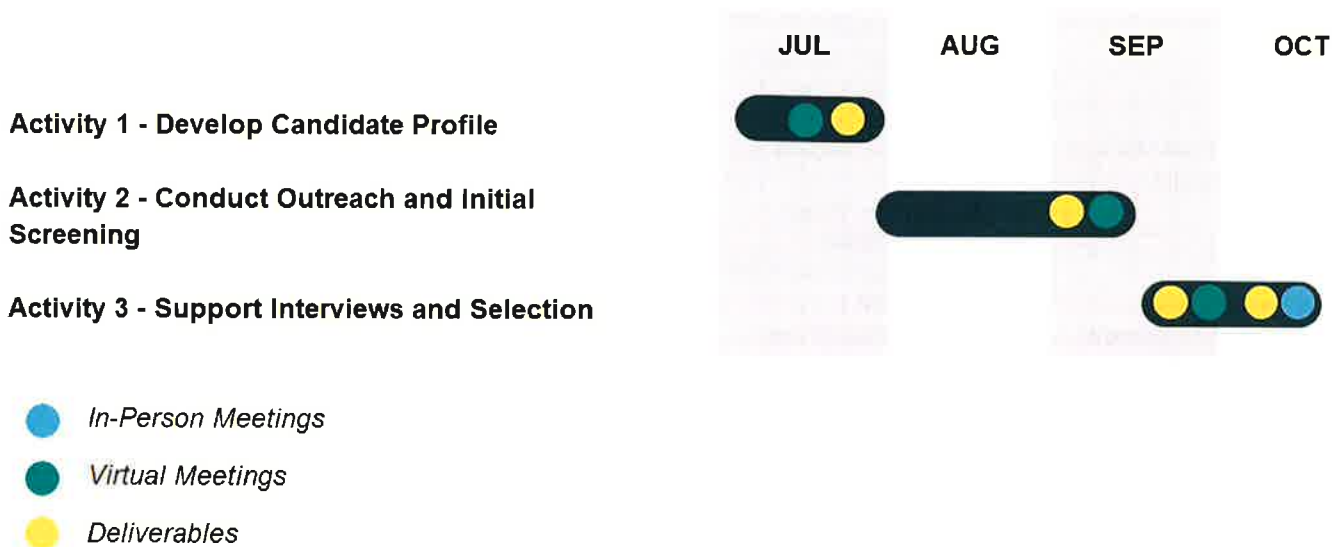 JUL AUG SEP OCT
Activity 1 - Develop Candidate Profile
Activity 2 - Conduct Outreach and Initial
Screening
Activity 3 - Support Interviews and Selection
In-Person Meetings
Virtual Meetings
Deliverables